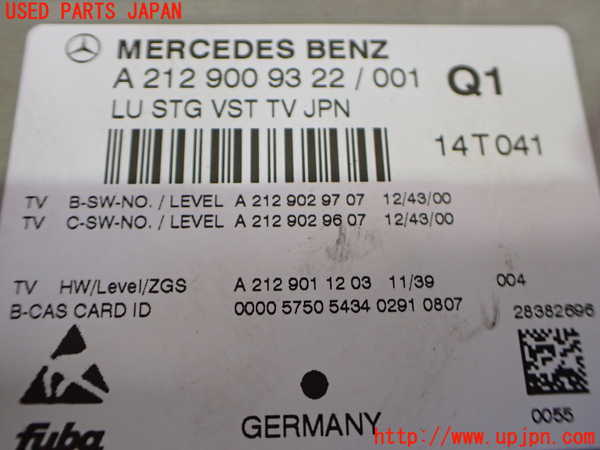 USED PARTS JAPAN
MERCEDES BENZ
A 212 900 93 22 / 001 Q1
LU STG VST TV JPN
14T041
TV B-SW-NO. / LEVEL A 212 902 97 07 12/43/00
TV C-SW-NO. / LEVEL A 212 902 96 07 12/43/00
TV HW/Level/ZGS A 212 901 12 03 11/39 004
B-CAS CARD ID 0000 5750 5434 0291 0807
28382696
0055
GERMANY
fuba
http://www.upjpn.com